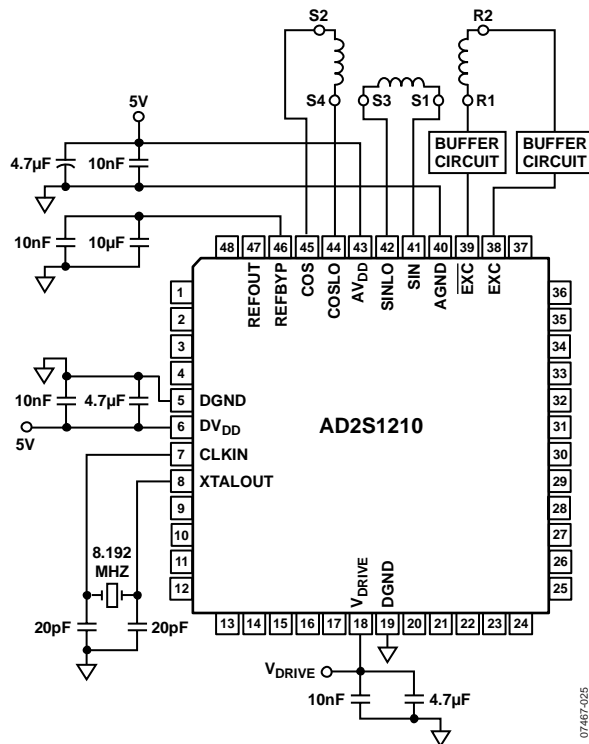 S2
R2
S4
S3
S1
R1
5V
BUFFER
CIRCUIT
BUFFER
CIRCUIT
4.7µF
10nF
10nF
10µF
48
47
46
45
44
43
42
41
40
39
38
37
REFOUT
REFBYP
COS
COSLO
AVDD
SINLO
SIN
AGND
EXC
EXC
1
2
3
4
5
6
7
8
9
10
11
12
DGND
DVDD
CLKIN
XTALOUT
10nF
4.7µF
5V
AD2S1210
36
35
34
33
32
31
30
29
28
27
26
25
8.192
MHZ
20pF
20pF
VDRIVE
DGND
13
14
15
16
17
18
19
20
21
22
23
24
VDRIVE
10nF
4.7µF
07467-025